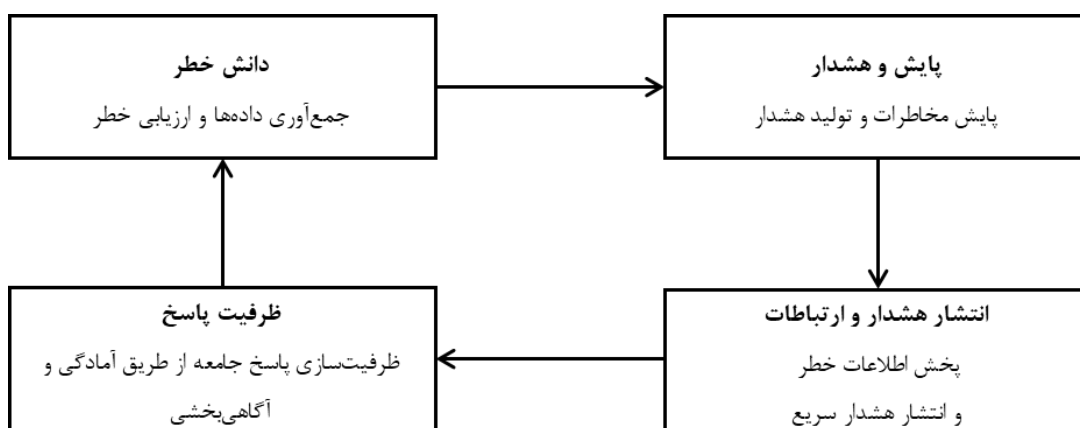 پایش و هشدار
پایش مخاطرات و تولید هشدار
دانش خطر
جمع‌آوری داده‌ها و ارزیابی خطر
انتشار هشدار و ارتباطات
پخش اطلاعات خطر
و انتشار هشدار سریع
ظرفیت پاسخ
ظرفیت‌سازی پاسخ جامعه از طریق آمادگی و
آگاهی‌بخشی